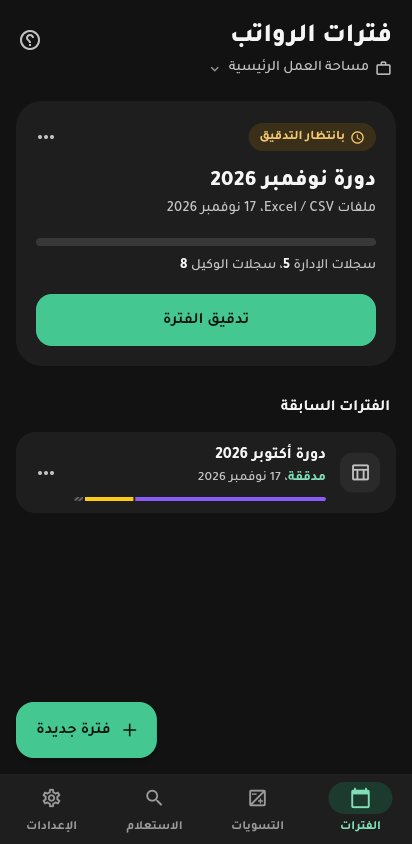 فترات الرواتب
مساحة العمل الرئيسية
بانتظار التدقيق
دورة نوفمبر 2026
ملفات Excel / CSV، 17 نوفمبر 2026
سجلات الإدارة 5، سجلات الوكيل 8
تدقيق الفترة
الفترات السابقة
دورة أكتوبر 2026
مدققة، 17 نوفمبر 2026
فترة جديدة
الفترات
التسويات
الاستعلام
الإعدادات